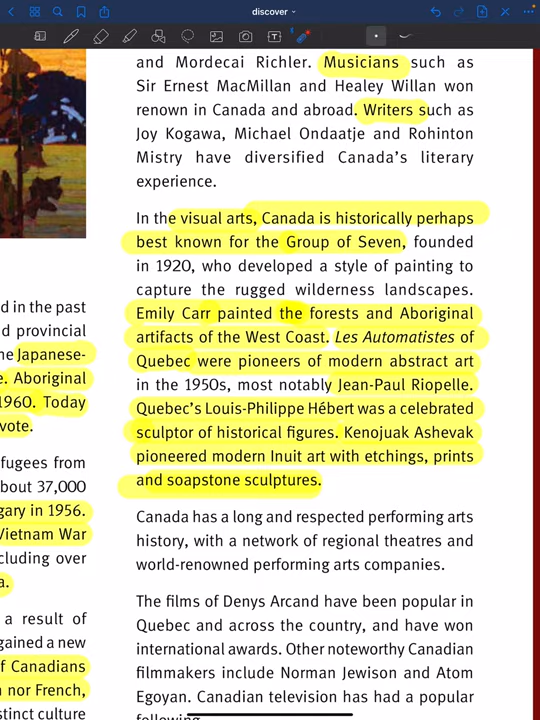 discover
and Mordecai Richler. Musicians such as
Sir Ernest MacMillan and Healey Willan won
renown in Canada and abroad. Writers such as
Joy Kogawa, Michael Ondaatje and Rohinton
Mistry have diversified Canada's literary
experience.
In the visual arts, Canada is historically perhaps
best known for the Group of Seven, founded
in 1920, who developed a style of painting to
capture the rugged wilderness landscapes.
Emily Carr painted the forests and Aboriginal
artifacts of the West Coast. Les Automatistes of
Quebec were pioneers of modern abstract art
in the 1950s, most notably Jean-Paul Riopelle.
Quebec's Louis-Philippe Hébert was a celebrated
sculptor of historical figures. Kenojuak Ashevak
pioneered modern Inuit art with etchings, prints
and soapstone sculptures.
Canada has a long and respected performing arts
history, with a network of regional theatres and
world-renowned performing arts companies.
The films of Denys Arcand have been popular in
Quebec and across the country, and have won
international awards. Other noteworthy Canadian
filmmakers include Norman Jewison and Atom
Egoyan. Canadian television has had a popular
following.
d in the past
d provincial
ne Japanese-
e. Aboriginal
1960. Today
vote.
fugees from
bout 37,000
gary in 1956.
Vietnam War
cluding over
a.
a result of
gained a new
f Canadians
n nor French,
stinct culture